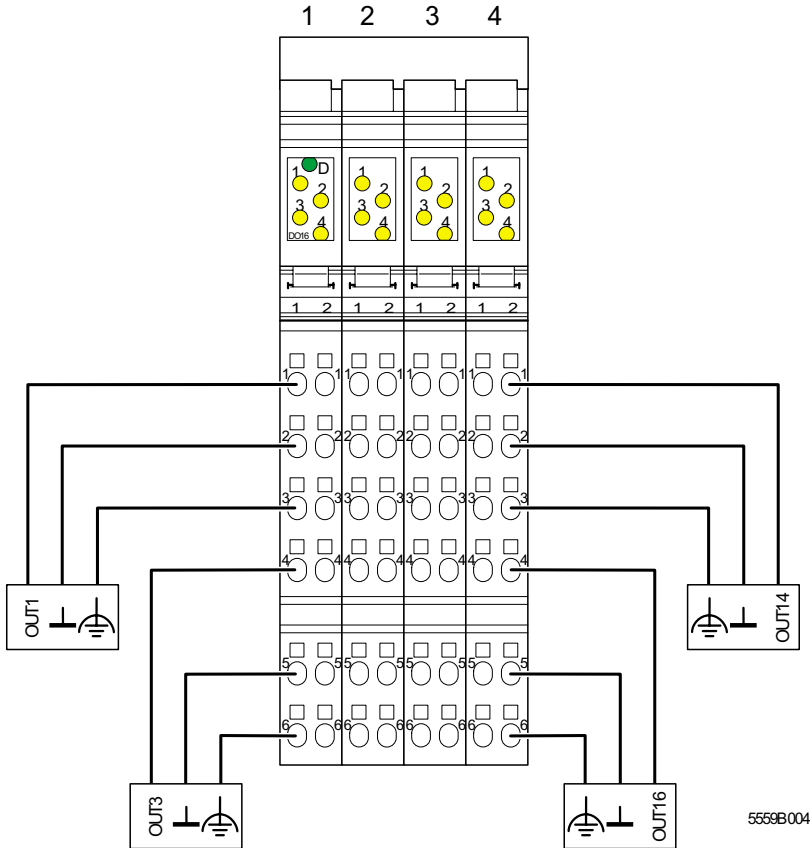 1 2 3 4
D
1 1 1 1
2 2 2 2
3 3 3 3
4 4 4 4
DO16
1 2 1 2 1 2 1 2
1 1 1 1 1 1 1 1
2 2 2 2 2 2 2 2
3 3 3 3 3 3 3 3
4 4 4 4 4 4 4 4
OUT1
OUT14
5 5 5 5 5 5 5 5
6 6 6 6 6 6 6 6
OUT3
OUT16
5559B004